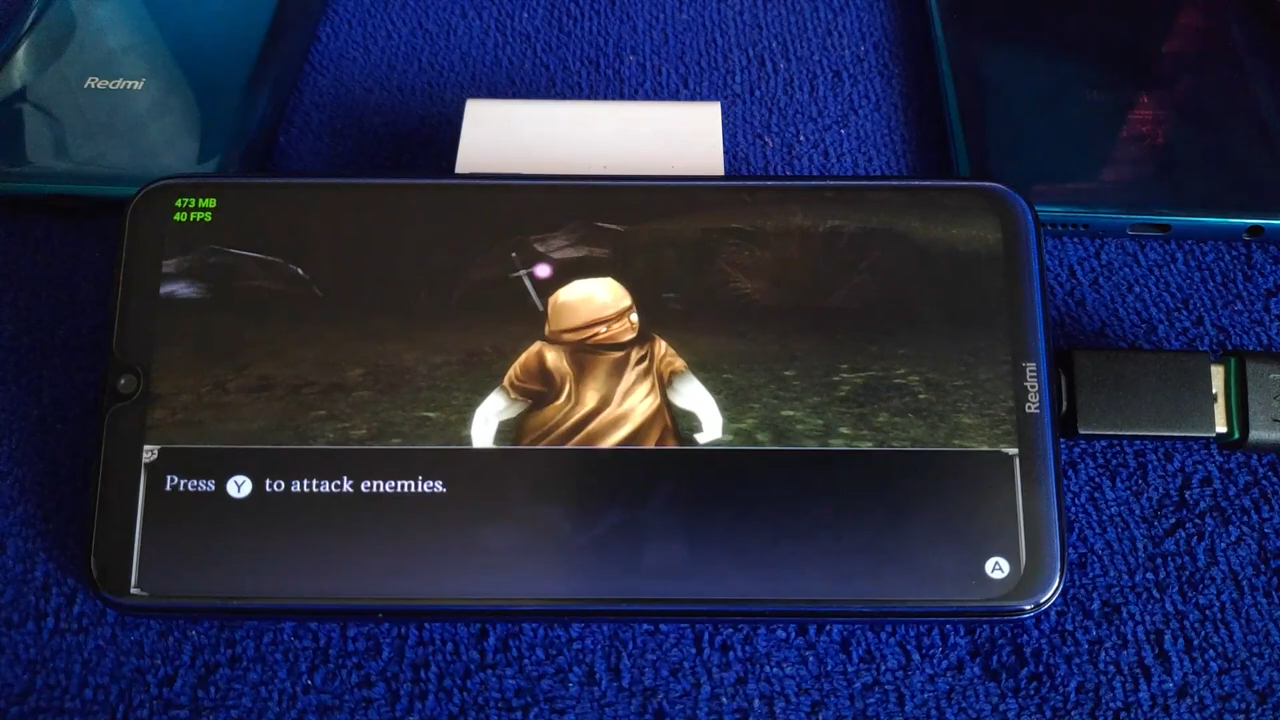 Redmi
473 MB
40 FPS
Redmi
Press Y to attack enemies.
A